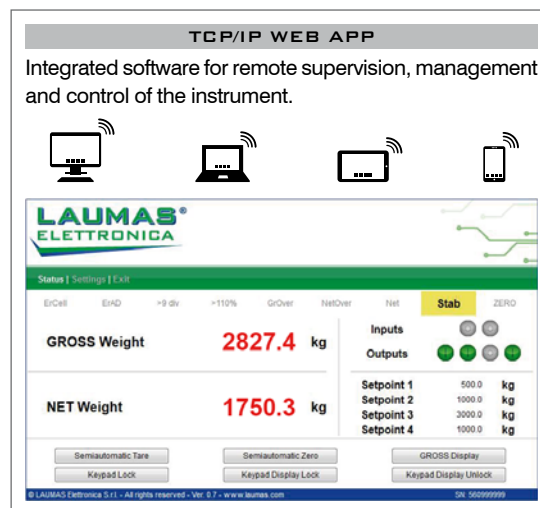 TCP/IP WEB APP
Integrated software for remote supervision, management
and control of the instrument.
LAUMAS®
ELETTRONICA
Status | Settings | Exit
ErCell ErAD >9 div >110% GrOver NetOver Net Stab ZERO
GROSS Weight 2827.4 kg
Inputs
Outputs
NET Weight 1750.3 kg
Setpoint 1 500.0 kg
Setpoint 2 1000.0 kg
Setpoint 3 3000.0 kg
Setpoint 4 1000.0 kg
Semiautomatic Tare Semiautomatic Zero GROSS Display
Keypad Lock Keypad Display Lock Keypad Display Unlock
© LAUMAS Elettronica S.r.l. - All rights reserved - Ver. 0.7 - www.laumas.com SN: 560999999